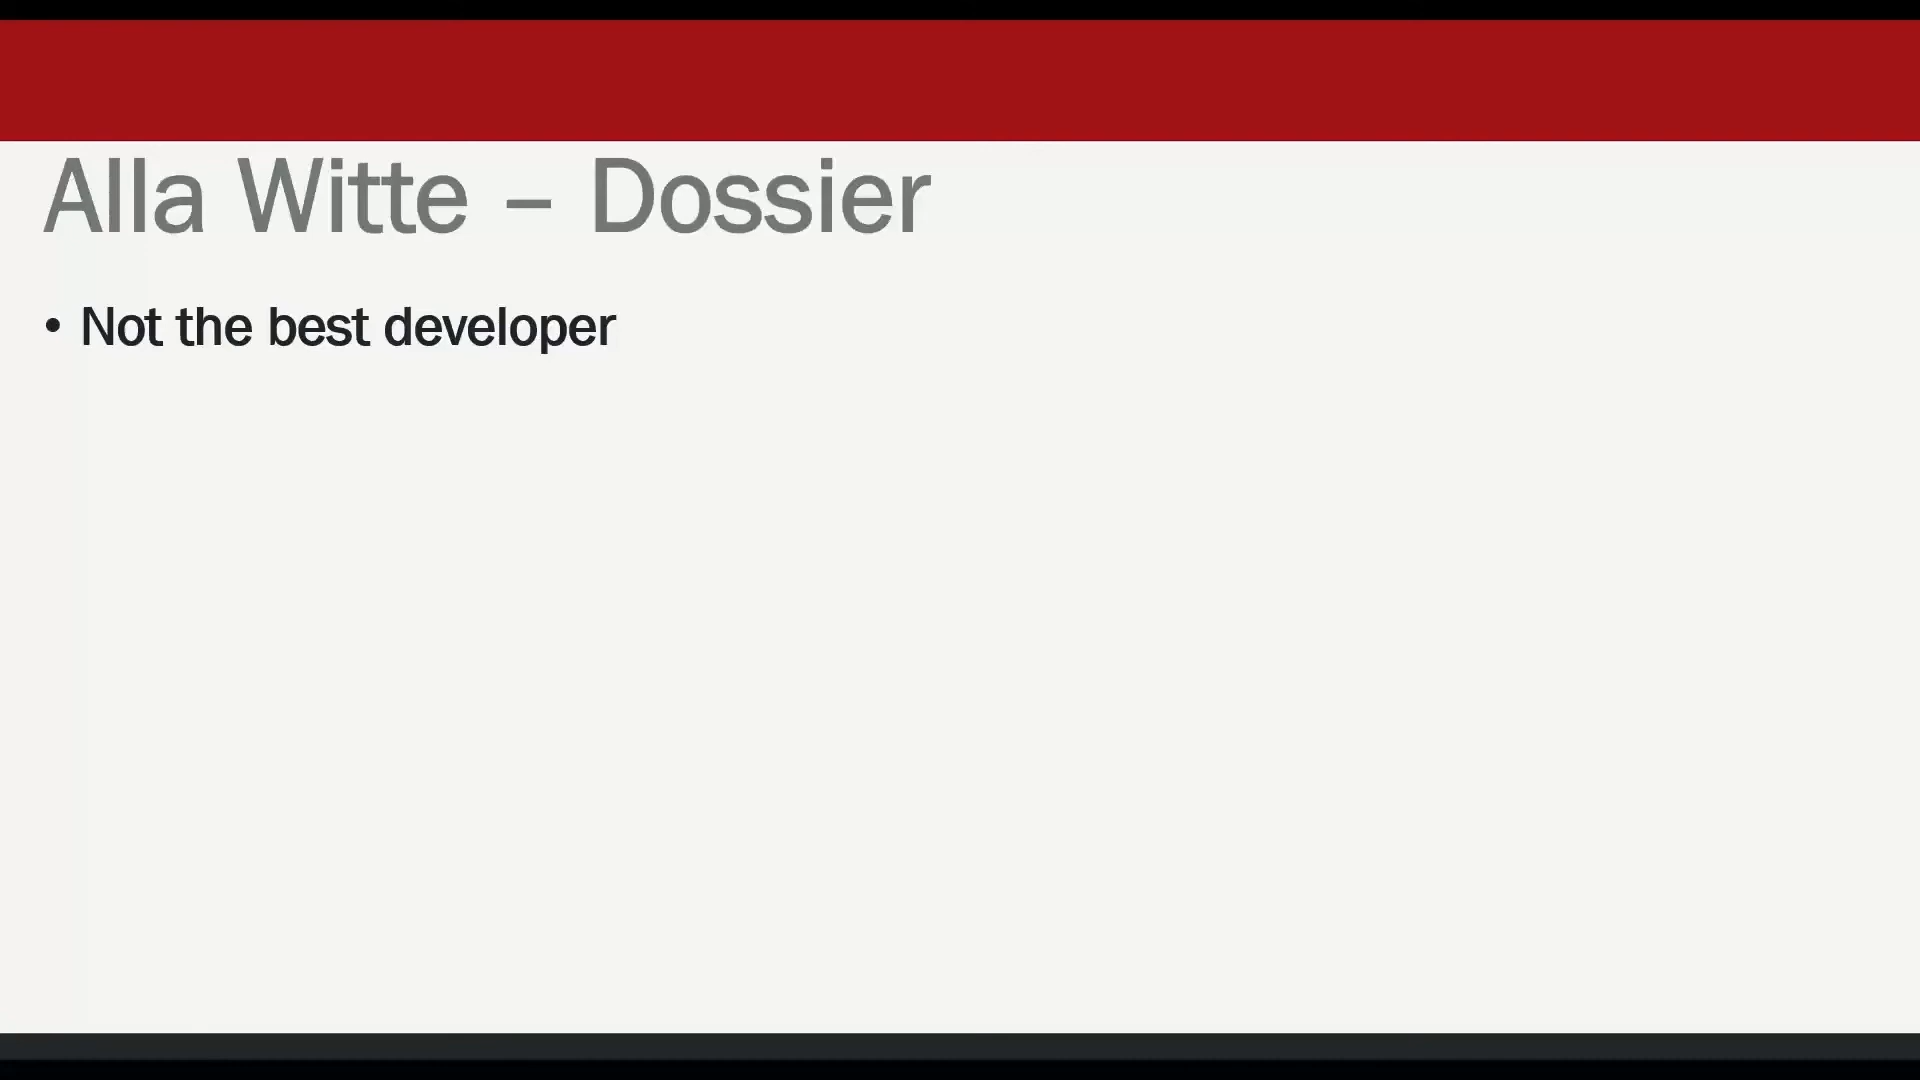 Alla Witte – Dossier
• Not the best developer